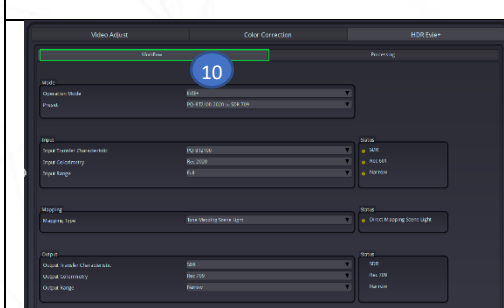 Video Adjust Color Correction HDR Evie+
Workflow Processing
10
Mode
Operation Mode EVIE+
Preset PQ-BT2100 2020 to SDR 709
Input Status
Input Transfer Characteristic PQ-BT2100 SDR
Input Colorimetry Rec 2020 Rec 601
Input Range Full Narrow
Mapping Status
Mapping Type Tone Mapping Scene Light Direct Mapping Scene Light
Output Status
Output Transfer Characteristic SDR SDR
Output Colorimetry Rec 709 Rec 709
Output Range Narrow Narrow